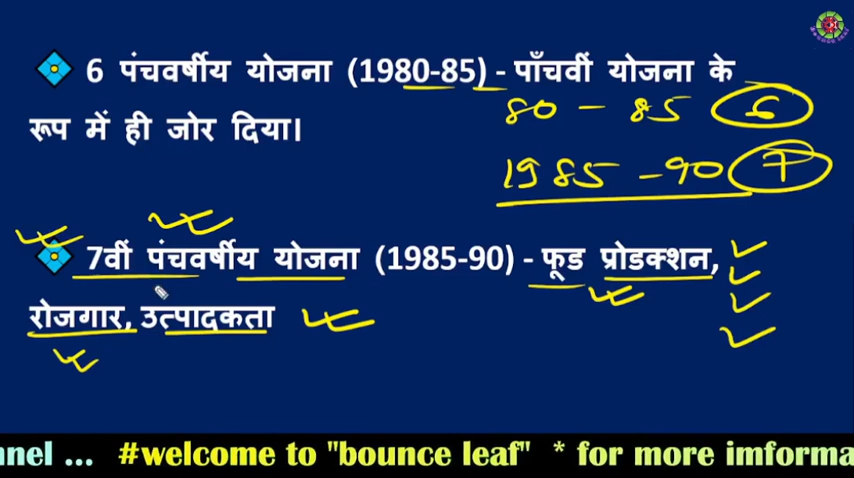 6 पंचवर्षीय योजना (1980-85) - पाँचवीं योजना के
80 - 85 6
रूप में ही जोर दिया।
1985 - 90 7
7वीं पंचवर्षीय योजना (1985-90) - फूड प्रोडक्शन,
रोजगार, उत्पादकता
nnel ... #welcome to "bounce leaf" * for more imforma